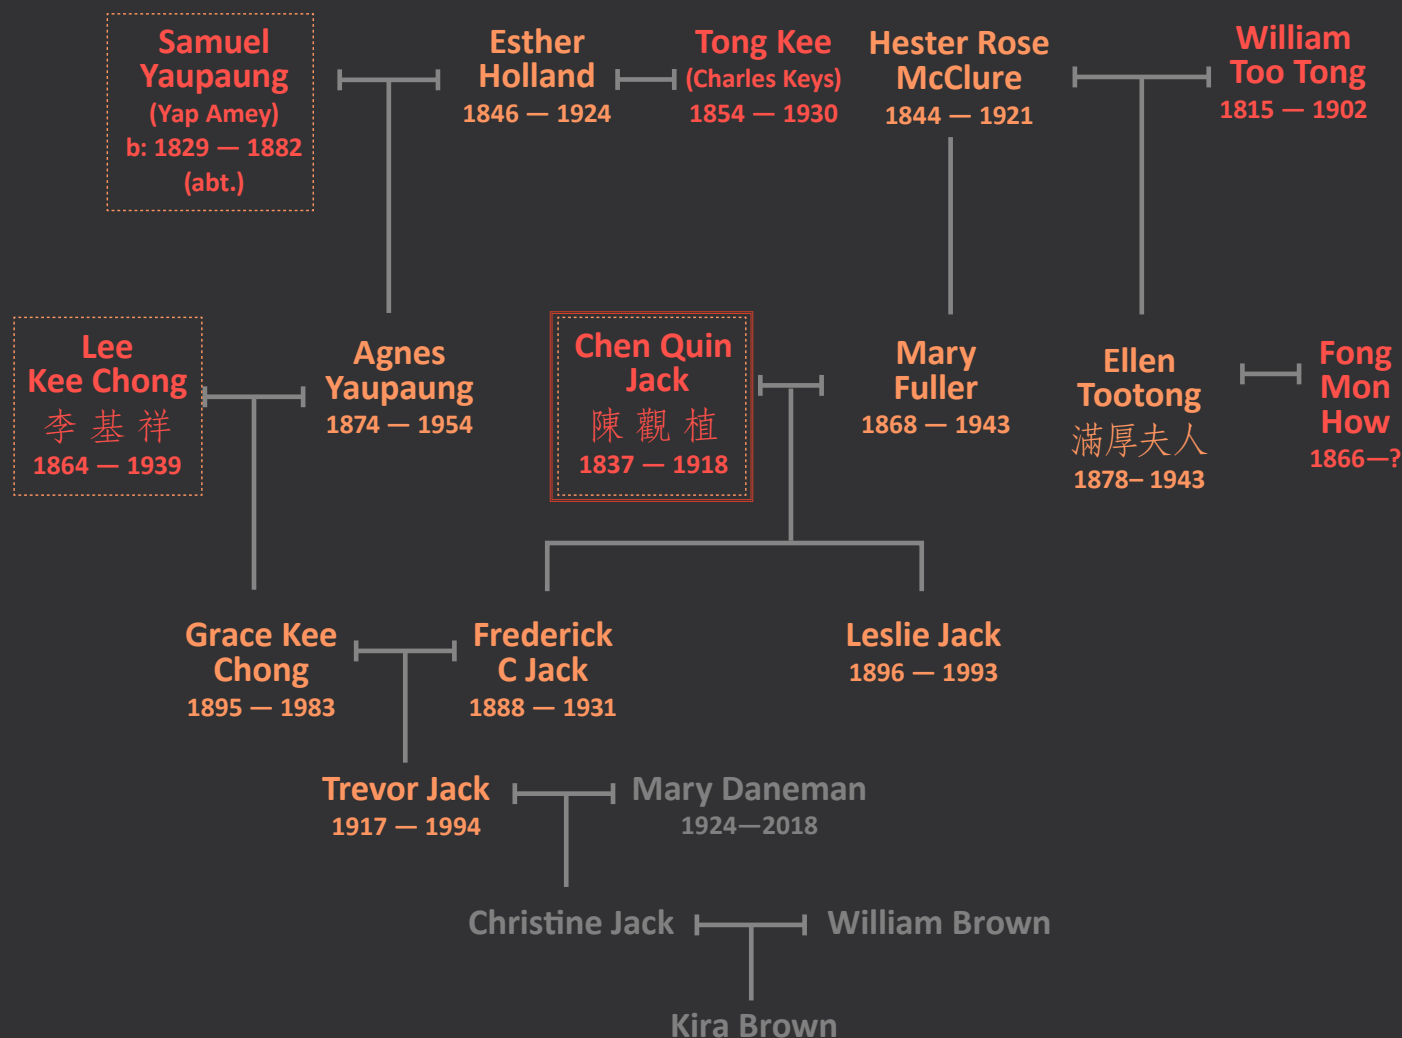 Samuel
Yaupaung
(Yap Amey)
b: 1829 — 1882
(abt.)
Esther
Holland
1846 — 1924
Tong Kee
(Charles Keys)
1854 — 1930
Hester Rose
McClure
1844 — 1921
William
Too Tong
1815 — 1902
Lee
Kee Chong
李基祥
1864 — 1939
Agnes
Yaupaung
1874 — 1954
Chen Quin
Jack
陳觀植
1837 — 1918
Mary
Fuller
1868 — 1943
Ellen
Tootong
滿厚夫人
1878– 1943
Fong
Mon
How
1866—?
Grace Kee
Chong
1895 — 1983
Frederick
C Jack
1888 — 1931
Leslie Jack
1896 — 1993
Trevor Jack
1917 — 1994
Mary Daneman
1924—2018
Christine Jack
William Brown
Kira Brown